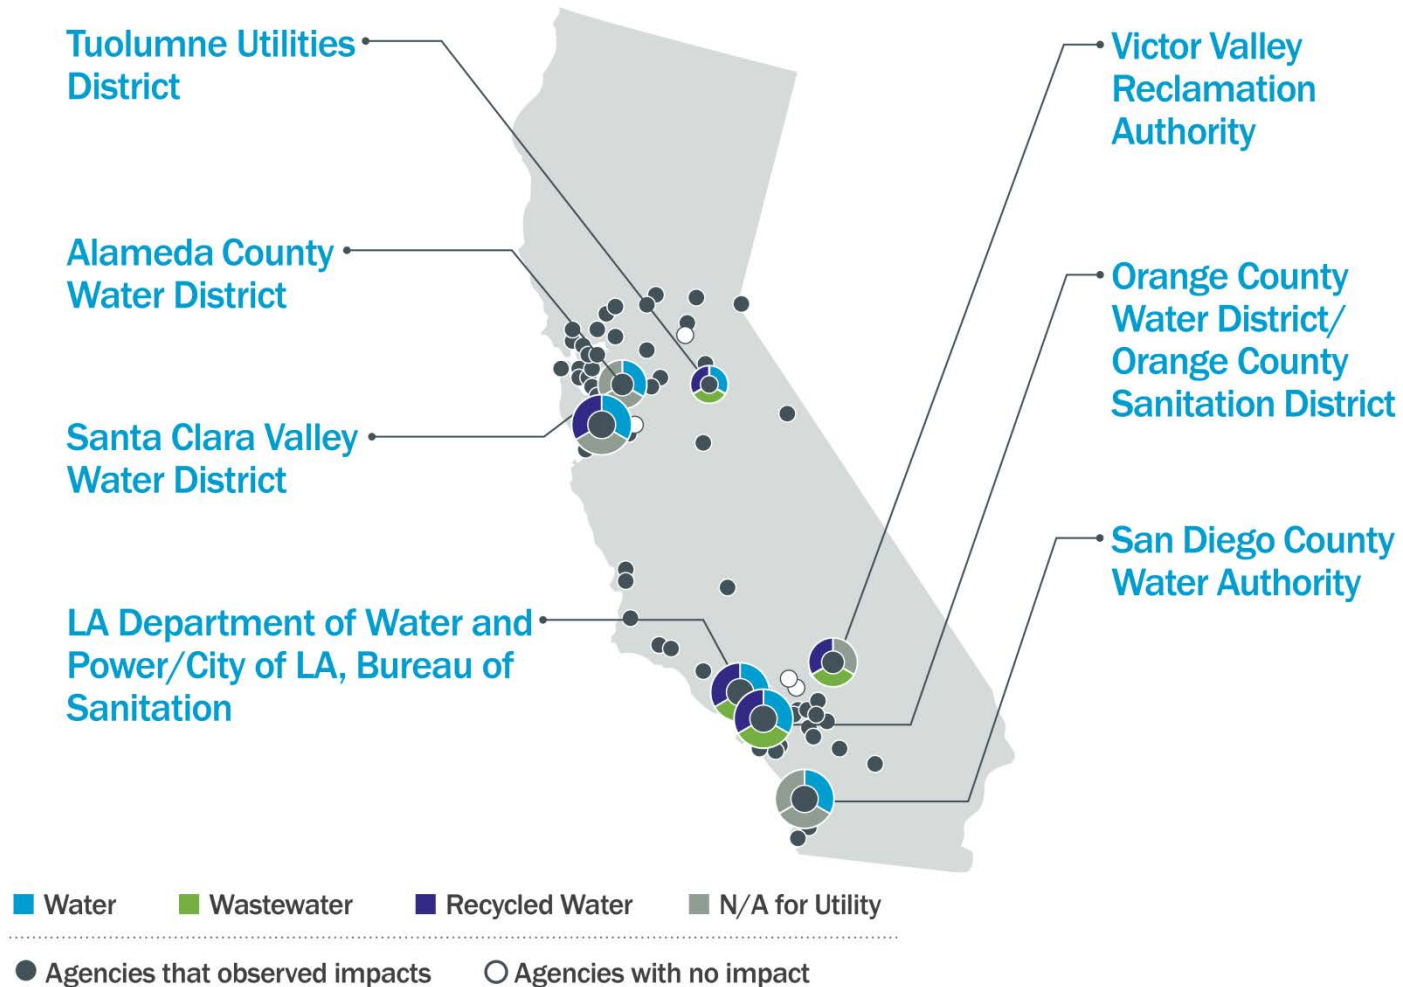 Tuolumne Utilities
District
Alameda County
Water District
Santa Clara Valley
Water District
LA Department of Water and
Power/City of LA, Bureau of
Sanitation
Victor Valley
Reclamation
Authority
Orange County
Water District/
Orange County
Sanitation District
San Diego County
Water Authority
Water
Wastewater
Recycled Water
N/A for Utility
Agencies that observed impacts
Agencies with no impact